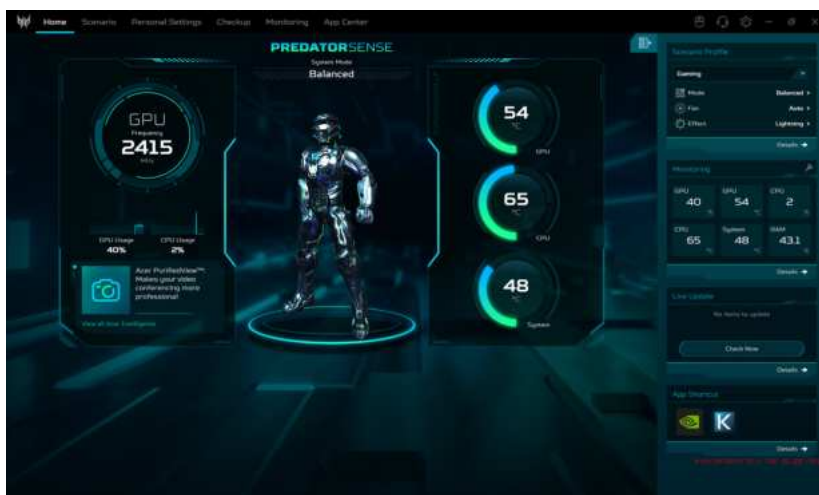 Home Scenario Personal Settings Checkup Monitoring App Center
PREDATORSENSE
System Mode
Balanced
GPU
Frequency
2415
MHz
GPU Usage
40%
CPU Usage
2%
Acer PurifiedView™:
Makes your video
conferencing more
professional
54
°C
GPU
65
°C
CPU
48
°C
System
Scenario Profile
Gaming
Mode Balanced
Fan Auto
Effect Lightning
Details
Monitoring
GPU
40
%
GPU
54
°C
CPU
2
%
CPU
65
°C
System
48
°C
RAM
43.1
%
Details
Live Update
No items to update
Check Now
Details
App Shortcut
K
Details